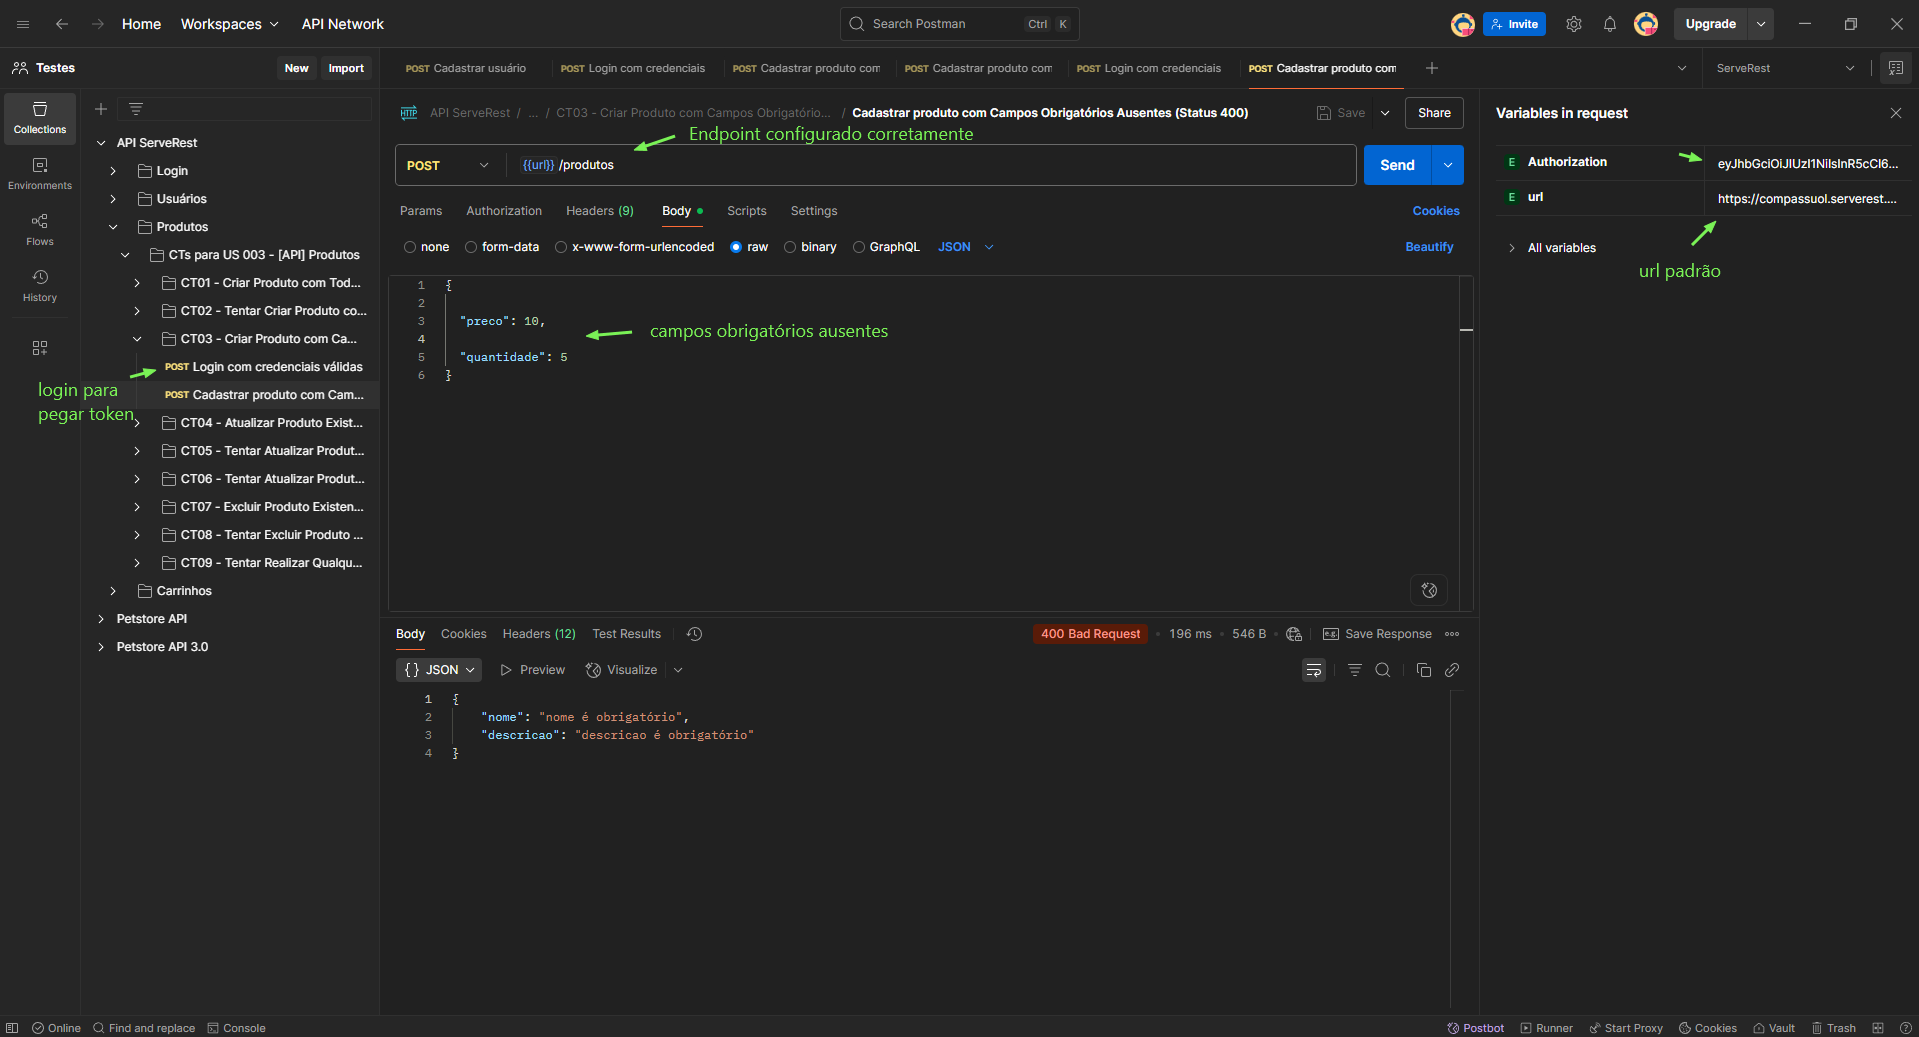 Home Workspaces API Network Search Postman Ctrl K Invite Upgrade
Testes New Import
POST Cadastrar usuário POST Login com credenciais POST Cadastrar produto com POST Cadastrar produto com POST Login com credenciais POST Cadastrar produto com ServeRest
Collections
Environments
Flows
History
API ServeRest
Login
Usuários
Produtos
CTs para US 003 - [API] Produtos
CT01 - Criar Produto com Tod...
CT02 - Tentar Criar Produto co...
CT03 - Criar Produto com Ca...
POST Login com credenciais válidas
POST Cadastrar produto com Cam...
login para
pegar token
CT04 - Atualizar Produto Exist...
CT05 - Tentar Atualizar Produt...
CT06 - Tentar Atualizar Produt...
CT07 - Excluir Produto Existen...
CT08 - Tentar Excluir Produto ...
CT09 - Tentar Realizar Qualqu...
Carrinhos
Petstore API
Petstore API 3.0
HTTP API ServeRest / ... / CT03 - Criar Produto com Campos Obrigatório... / Cadastrar produto com Campos Obrigatórios Ausentes (Status 400) Save Share
Endpoint configurado corretamente
POST {{url}} /produtos Send
Params Authorization Headers (9) Body Scripts Settings Cookies
none form-data x-www-form-urlencoded raw binary GraphQL JSON Beautify
1 {
2
3 "preco": 10,
4
5 "quantidade": 5
6 }
campos obrigatórios ausentes
Body Cookies Headers (12) Test Results 400 Bad Request 196 ms 546 B e.g. Save Response
{} JSON Preview Visualize
1 {
2 "nome": "nome é obrigatório",
3 "descricao": "descricao é obrigatório"
4 }
Variables in request
E Authorization eyJhbGciOiJIUzI1NiIsInR5cCI6...
E url https://compassuol.serverest....
All variables
url padrão
Online Find and replace Console Postbot Runner Start Proxy Cookies Vault Trash